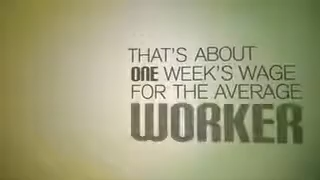 THAT'S ABOUT
ONE WEEK'S WAGE
FOR THE AVERAGE
WORKER